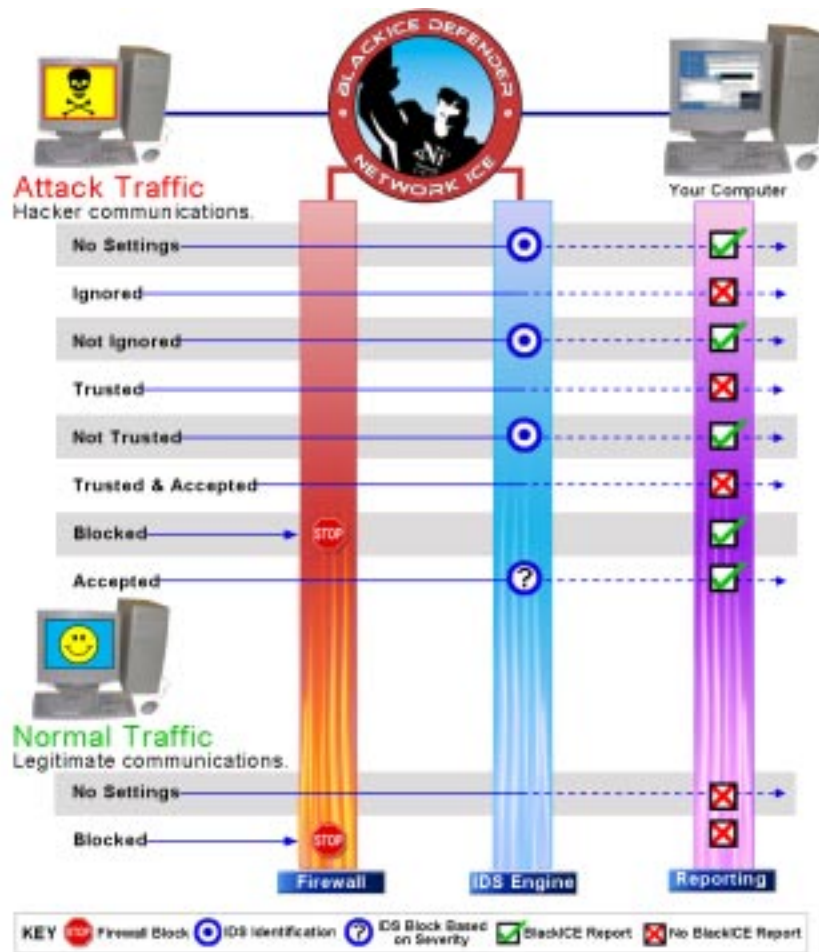 BLACKICE DEFENDER
NETWORK ICE
Attack Traffic
Hacker communications.
Your Computer
No Settings
Ignored
Not Ignored
Trusted
Not Trusted
Trusted & Accepted
Blocked
STOP
Accepted
?
Normal Traffic
Legitimate communications.
No Settings
Blocked
STOP
Firewall
IDS Engine
Reporting
KEY
STOP
Firewall Block
IDS Identification
?
IDS Block Based
on Severity
BlackICE Report
No BlackICE Report